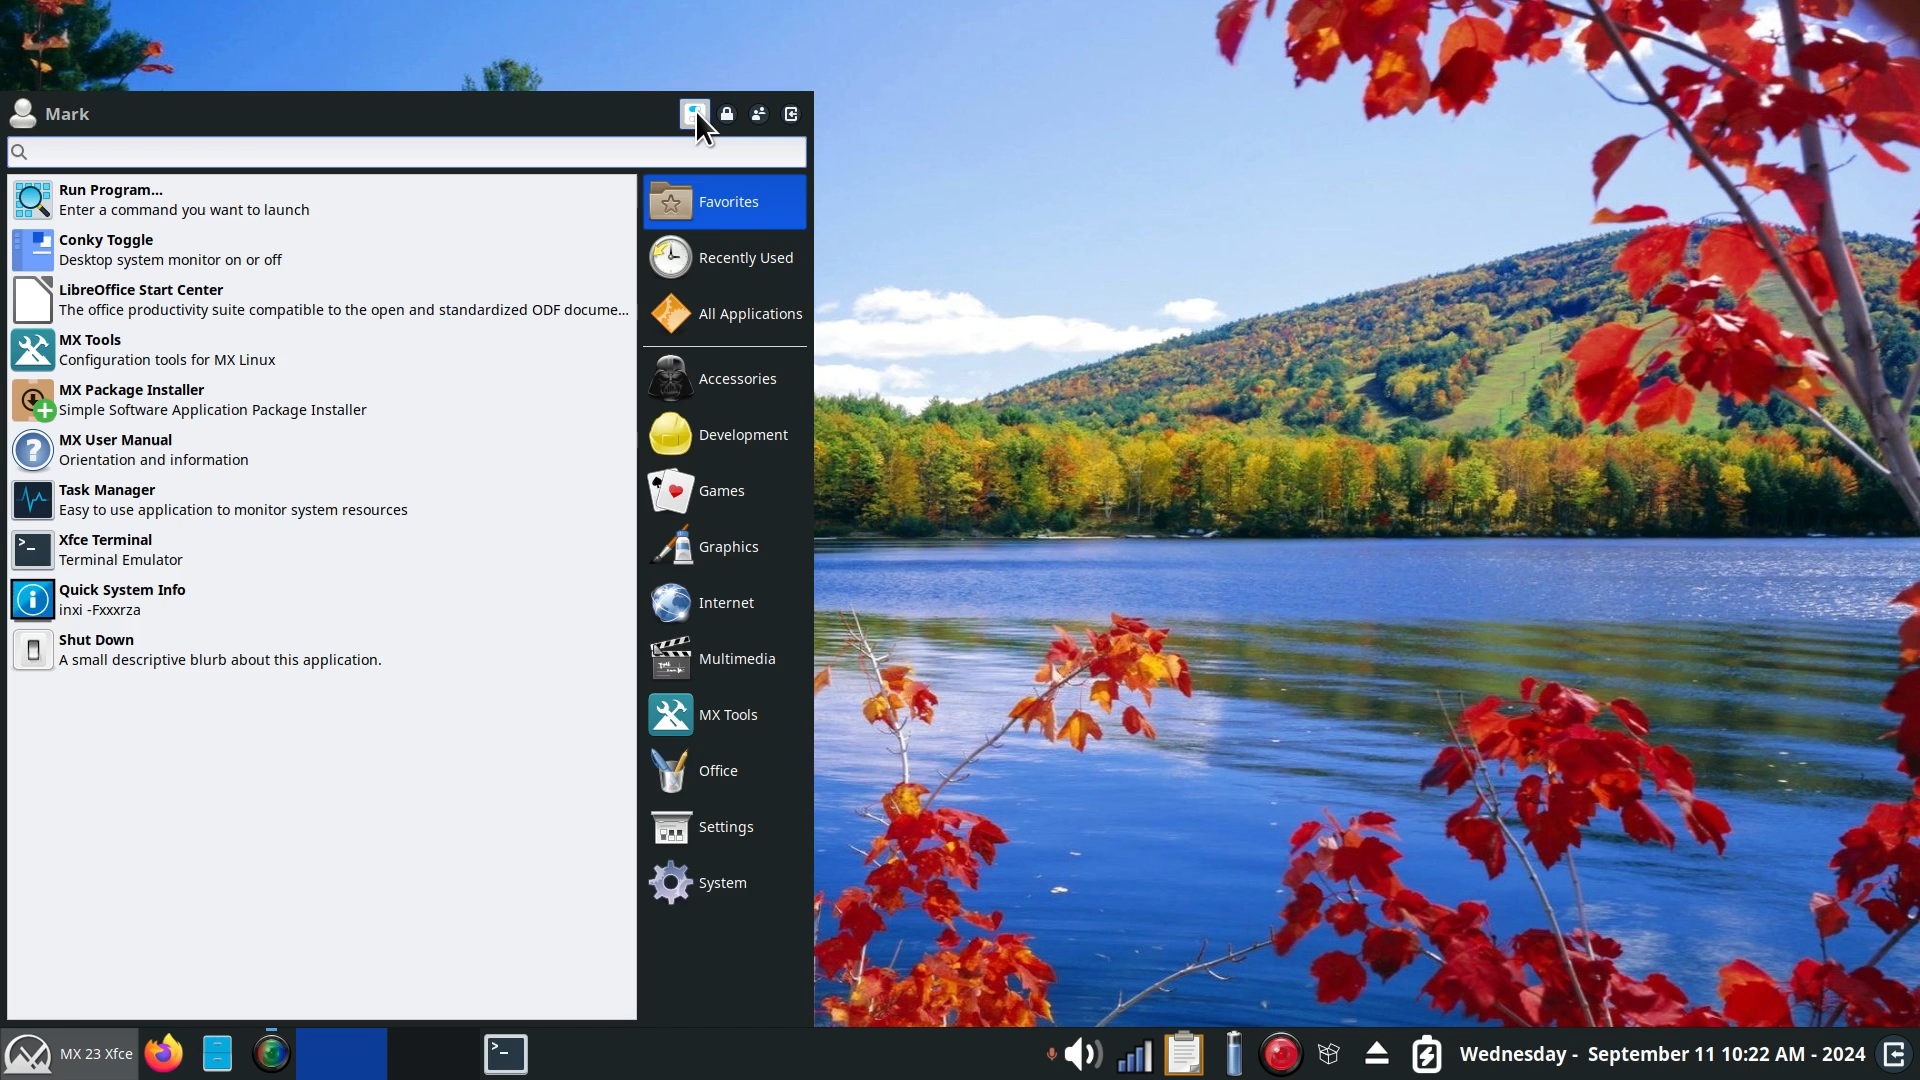 Mark
Run Program...
Enter a command you want to launch
Conky Toggle
Desktop system monitor on or off
LibreOffice Start Center
The office productivity suite compatible to the open and standardized ODF docume...
MX Tools
Configuration tools for MX Linux
MX Package Installer
Simple Software Application Package Installer
MX User Manual
Orientation and information
Task Manager
Easy to use application to monitor system resources
Xfce Terminal
Terminal Emulator
Quick System Info
inxi -Fxxxrza
Shut Down
A small descriptive blurb about this application.
Favorites
Recently Used
All Applications
Accessories
Development
Games
Graphics
Internet
Multimedia
MX Tools
Office
Settings
System
MX 23 Xfce
Wednesday - September 11 10:22 AM - 2024